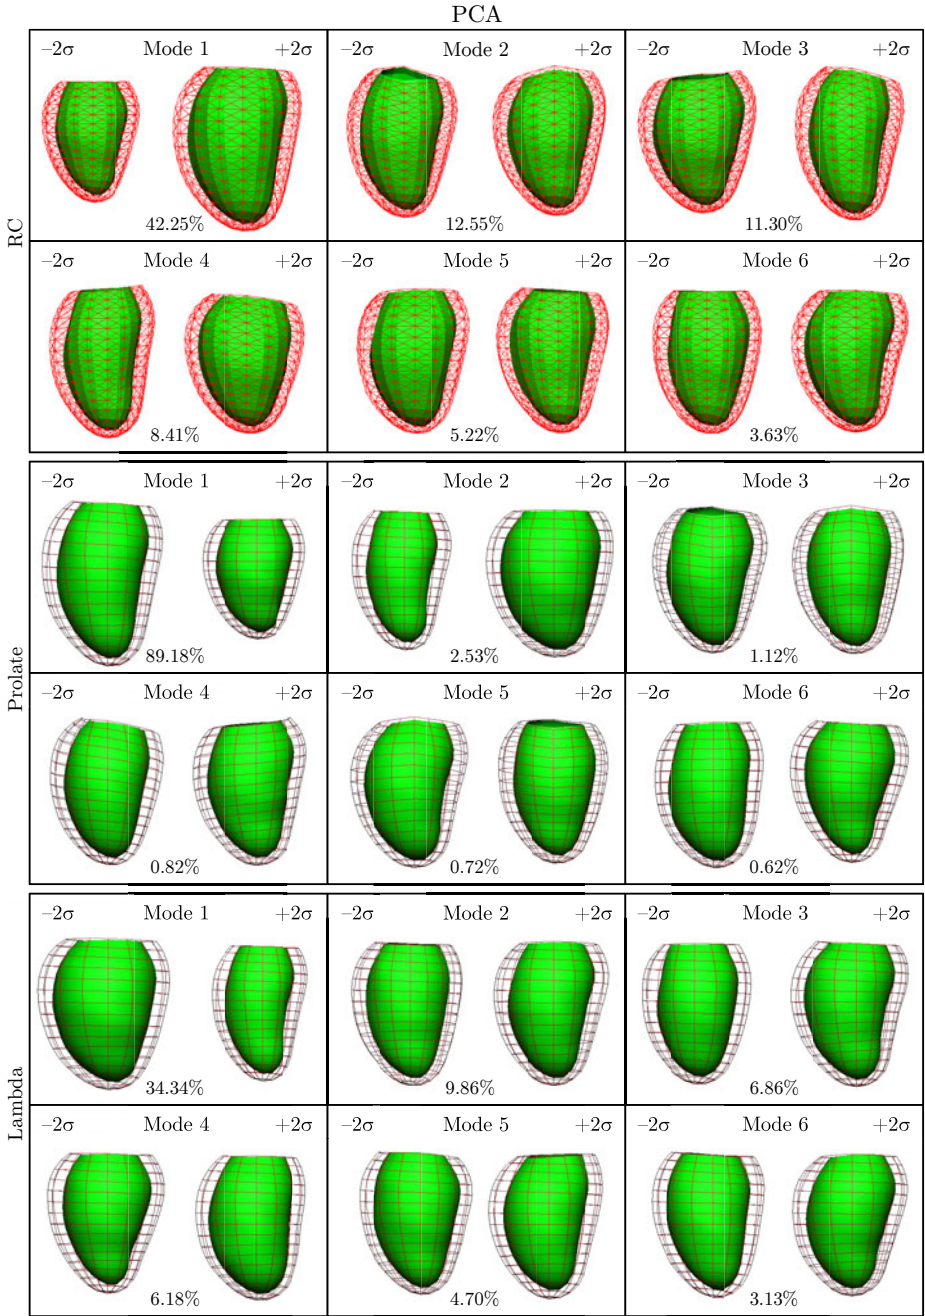 PCA
RC
–2σ Mode 1 +2σ
42.25%
–2σ Mode 2 +2σ
12.55%
–2σ Mode 3 +2σ
11.30%
–2σ Mode 4 +2σ
8.41%
–2σ Mode 5 +2σ
5.22%
–2σ Mode 6 +2σ
3.63%
Prolate
–2σ Mode 1 +2σ
89.18%
–2σ Mode 2 +2σ
2.53%
–2σ Mode 3 +2σ
1.12%
–2σ Mode 4 +2σ
0.82%
–2σ Mode 5 +2σ
0.72%
–2σ Mode 6 +2σ
0.62%
Lambda
–2σ Mode 1 +2σ
34.34%
–2σ Mode 2 +2σ
9.86%
–2σ Mode 3 +2σ
6.86%
–2σ Mode 4 +2σ
6.18%
–2σ Mode 5 +2σ
4.70%
–2σ Mode 6 +2σ
3.13%